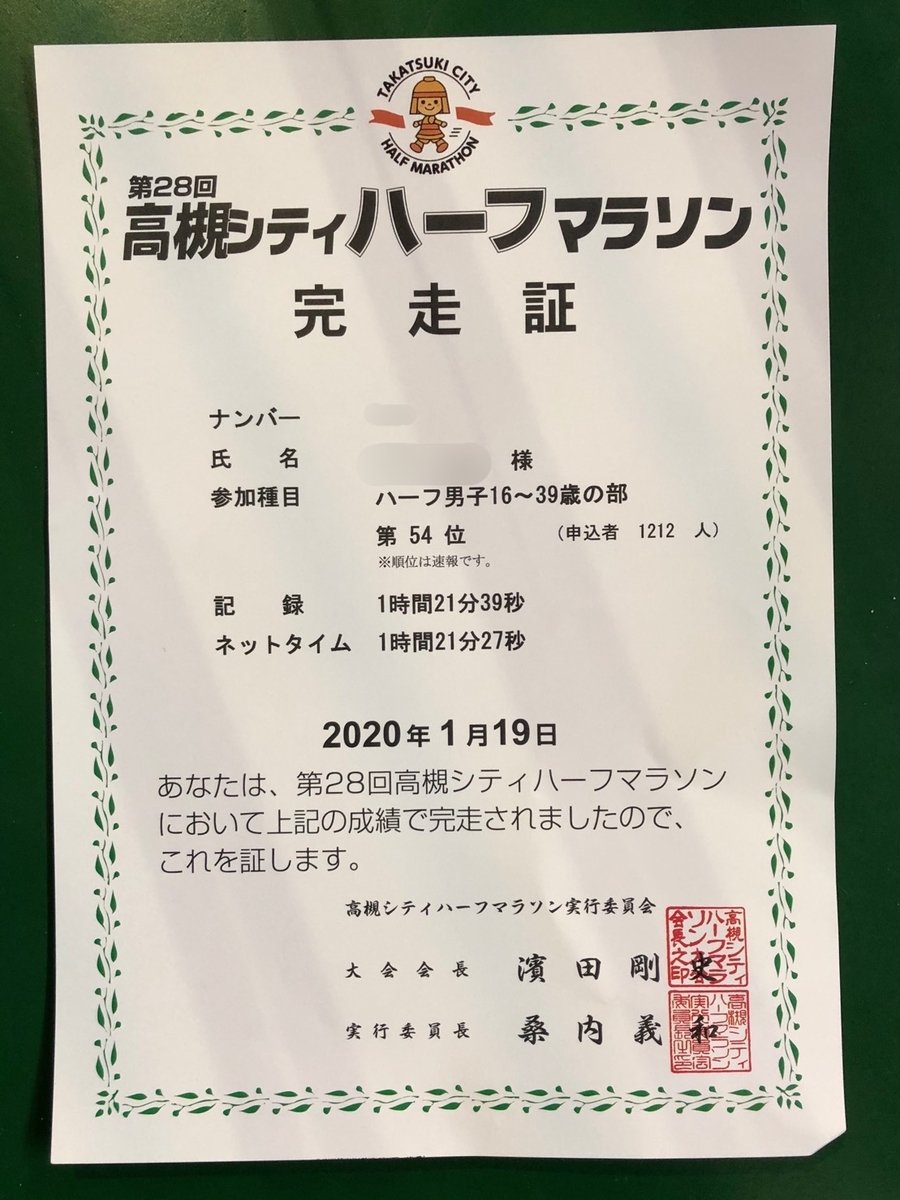 TAKATSUKI CITY
HALF MARATHON
第28回
高槻シティハーフマラソン
完走証
ナンバー
氏名 様
参加種目 ハーフ男子16～39歳の部
第 54 位 （申込者 1212 人）
※順位は速報です。
記録 1時間21分39秒
ネットタイム 1時間21分27秒
2020年1月19日
あなたは、第28回高槻シティハーフマラソン
において上記の成績で完走されましたので、
これを証します。
高槻シティハーフマラソン実行委員会
大会会長 濱田剛史
実行委員長 桑内義和